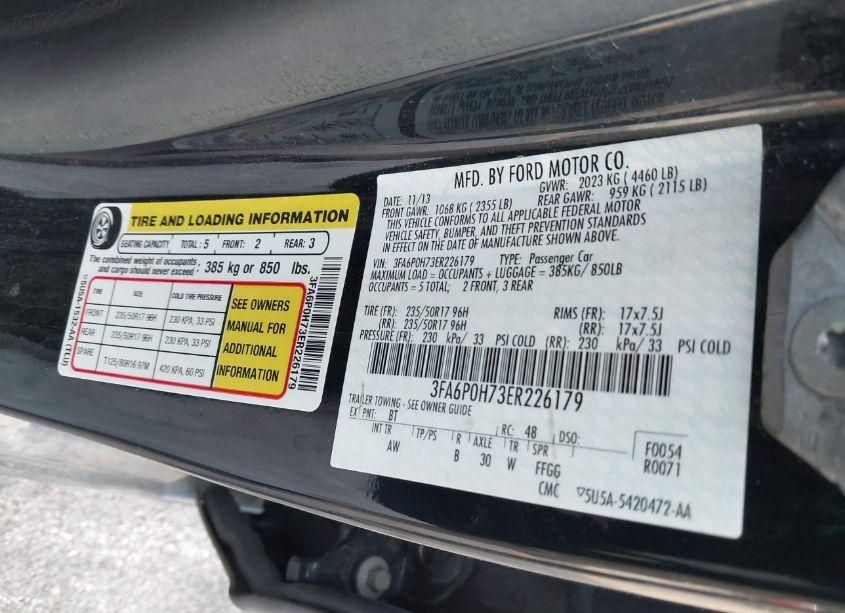 TIRE AND LOADING INFORMATION
SEATING CAPACITY TOTAL : 5 FRONT: 2 REAR: 3
The combined weight of occupants
and cargo should never exceed : 385 kg or 850 lbs.
TIRE SIZE COLD TIRE PRESSURE
FRONT 235/50R17 96H 230 KPA, 33 PSI
REAR 235/50R17 96H 230 KPA, 33 PSI
SPARE T125/80R16 97M 420 KPA, 60 PSI
SEE OWNERS
MANUAL FOR
ADDITIONAL
INFORMATION
5U5A-1532-AA (TLU)
3FA6P0H73ER226179
MFD. BY FORD MOTOR CO.
DATE: 11/13 GVWR: 2023 KG ( 4460 LB)
FRONT GAWR: 1068 KG ( 2355 LB) REAR GAWR: 959 KG ( 2115 LB)
THIS VEHICLE CONFORMS TO ALL APPLICABLE FEDERAL MOTOR
VEHICLE SAFETY, BUMPER, AND THEFT PREVENTION STANDARDS
IN EFFECT ON THE DATE OF MANUFACTURE SHOWN ABOVE.
VIN: 3FA6P0H73ER226179 TYPE: Passenger Car
MAXIMUM LOAD = OCCUPANTS + LUGGAGE = 385KG/ 850LB
OCCUPANTS = 5 TOTAL; 2 FRONT, 3 REAR
TIRE (FR): 235/50R17 96H RIMS (FR): 17x7.5J
(RR): 235/50R17 96H (RR): 17x7.5J
PRESSURE (FR): 230 kPa/ 33 PSI COLD (RR): 230 kPa/ 33 PSI COLD
3FA6P0H73ER226179
TRAILER TOWING - SEE OWNER GUIDE
EX PNT: BT RC: 48 DSO:
INT TR TP/PS R AXLE TR SPR F0054
AW B 30 W FFGG R0071
CMC 5U5A-5420472-AA